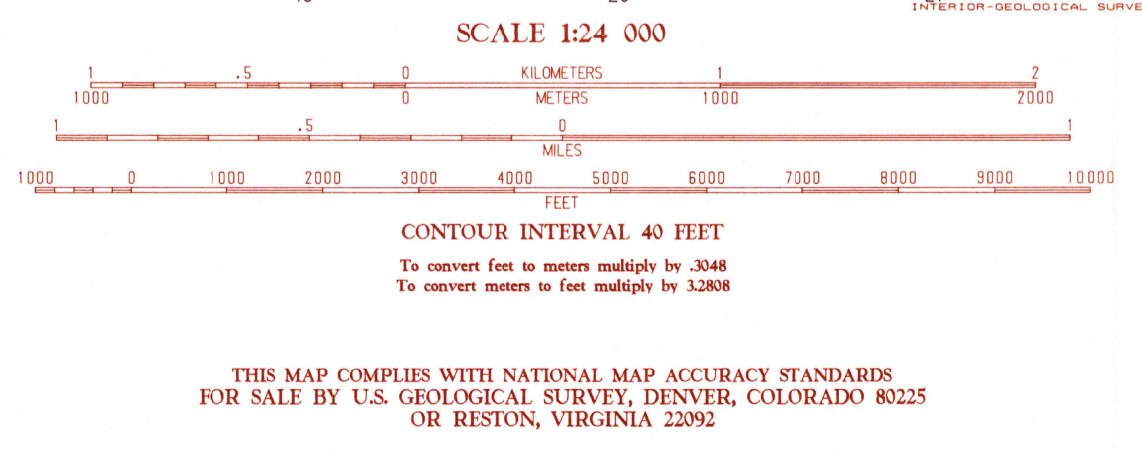 INTERIOR-GEOLOGICAL SURVE
SCALE 1:24 000
1 .5 0 KILOMETERS 1 2
1000 0 METERS 1000 2000
1 .5 0 1
MILES
1000 0 1000 2000 3000 4000 5000 6000 7000 8000 9000 10000
FEET
CONTOUR INTERVAL 40 FEET
To convert feet to meters multiply by .3048
To convert meters to feet multiply by 3.2808
THIS MAP COMPLIES WITH NATIONAL MAP ACCURACY STANDARDS
FOR SALE BY U.S. GEOLOGICAL SURVEY, DENVER, COLORADO 80225
OR RESTON, VIRGINIA 22092